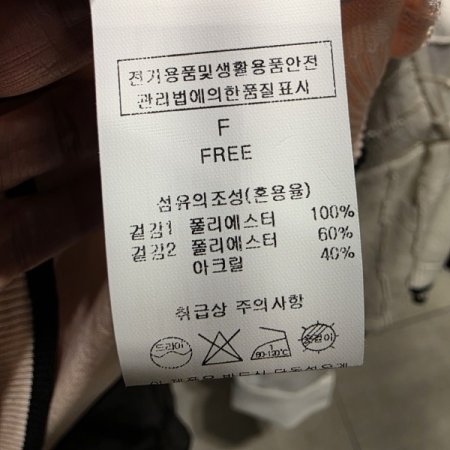 전기용품및생활용품안전
관리법에의한품질표시
F
FREE
섬유의조성(혼용율)
겉감1 폴리에스터 100%
겉감2 폴리에스터 60%
아크릴 40%
취급상 주의사항
드라이
옷걸이